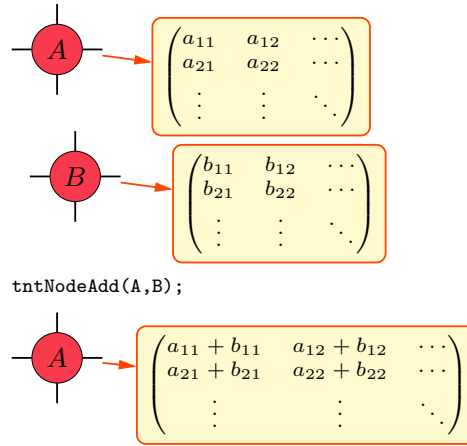 A
a11 a12 ⋯
a21 a22 ⋯
⋮ ⋮ ⋱
B
b11 b12 ⋯
b21 b22 ⋯
⋮ ⋮ ⋱
tntNodeAdd(A,B);
A
a11 + b11 a12 + b12 ⋯
a21 + b21 a22 + b22 ⋯
⋮ ⋮ ⋱